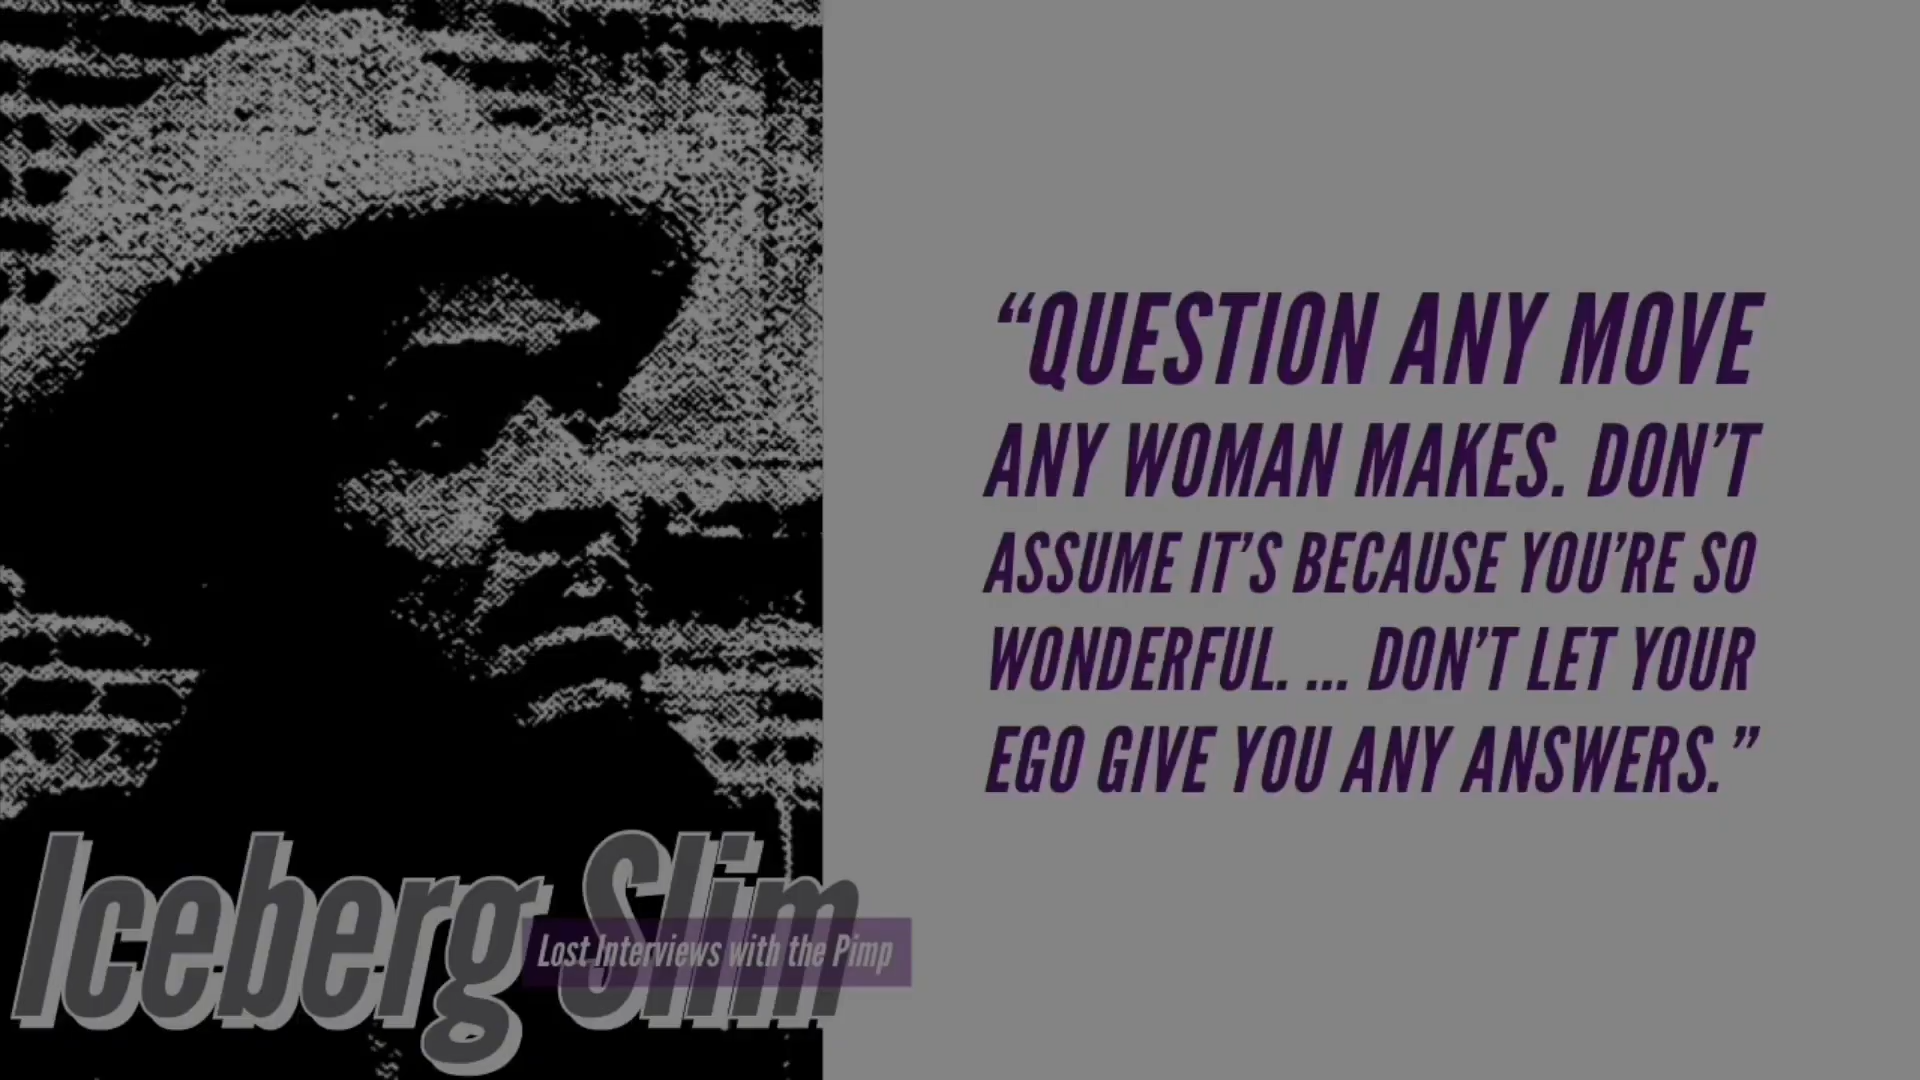 “QUESTION ANY MOVE
ANY WOMAN MAKES. DON’T
ASSUME IT’S BECAUSE YOU’RE SO
WONDERFUL. ... DON’T LET YOUR
EGO GIVE YOU ANY ANSWERS.”
Iceberg Slim
Lost Interviews with the Pimp